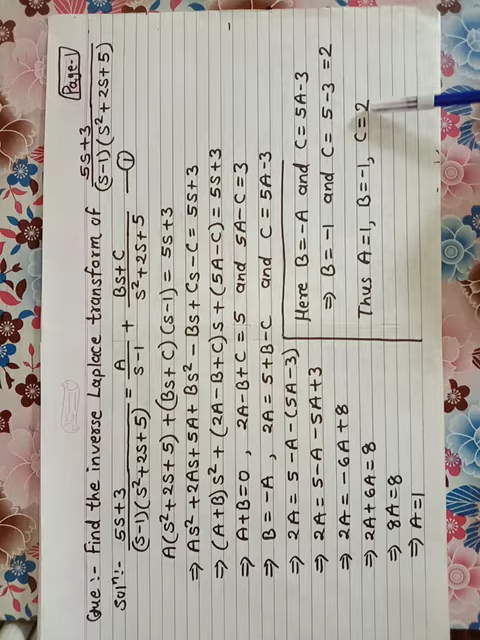 Page-1
Que :- Find the inverse Laplace transform of 5s+3/(s-1)(s²+2s+5)
Solⁿ:- 5s+3/(s-1)(s²+2s+5) = A/s-1 + Bs+C/s²+2s+5 —①
A(s²+2s+5)+(Bs+C)(s-1)=5s+3
⇒ As²+2As+5A+Bs²-Bs+Cs-C=5s+3
⇒ (A+B)s²+(2A-B+C)s+(5A-C)=5s+3
⇒ A+B=0, 2A-B+C=5 and 5A-C=3
⇒ B=-A, 2A=5+B-C and C=5A-3
⇒ 2A=5-A-(5A-3)
⇒ 2A=5-A-5A+3
⇒ 2A=-6A+8
⇒ 2A+6A=8
⇒ 8A=8
⇒ A=1
Here B=-A and C=5A-3
⇒ B=-1 and C=5-3=2
Thus A=1, B=-1, C=2